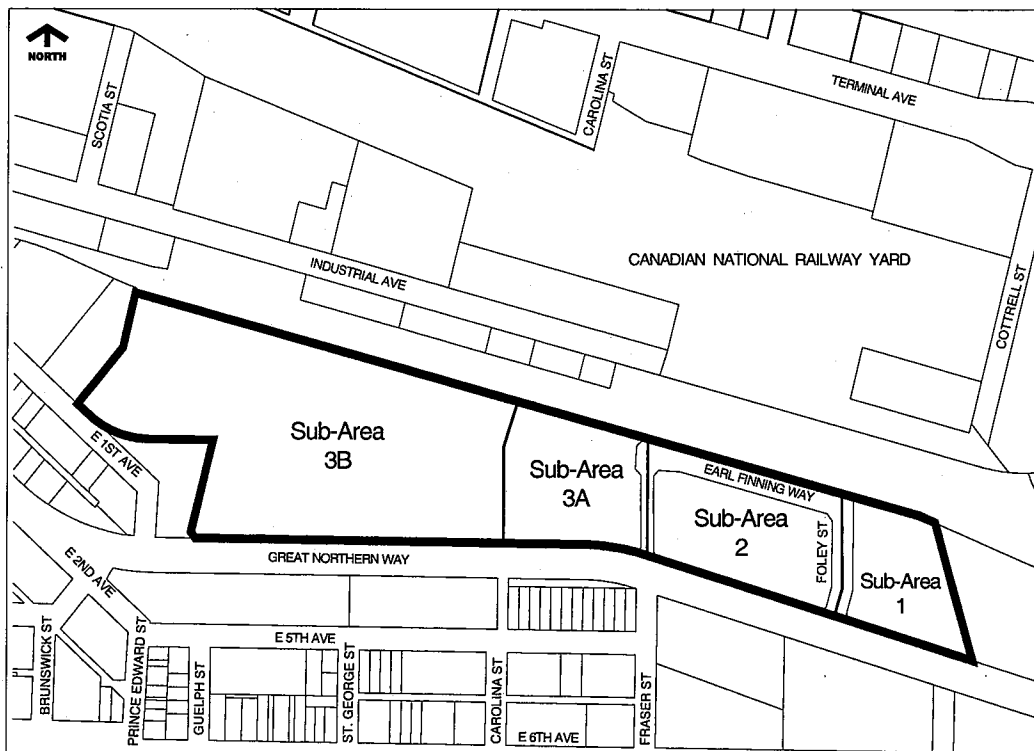 NORTH
SCOTIA ST
CAROLINA ST
TERMINAL AVE
CANADIAN NATIONAL RAILWAY YARD
COTTRELL ST
INDUSTRIAL AVE
E 1ST AVE
Sub-Area
3B
Sub-Area
3A
EARL FINNING WAY
Sub-Area
2
FOLEY ST.
Sub-Area
1
GREAT NORTHERN WAY
E 2ND AVE
E 5TH AVE
BRUNSWICK ST
PRINCE EDWARD ST
GUELPH ST
ST. GEORGE ST
CAROLINA ST
FRASER ST
E 6TH AVE